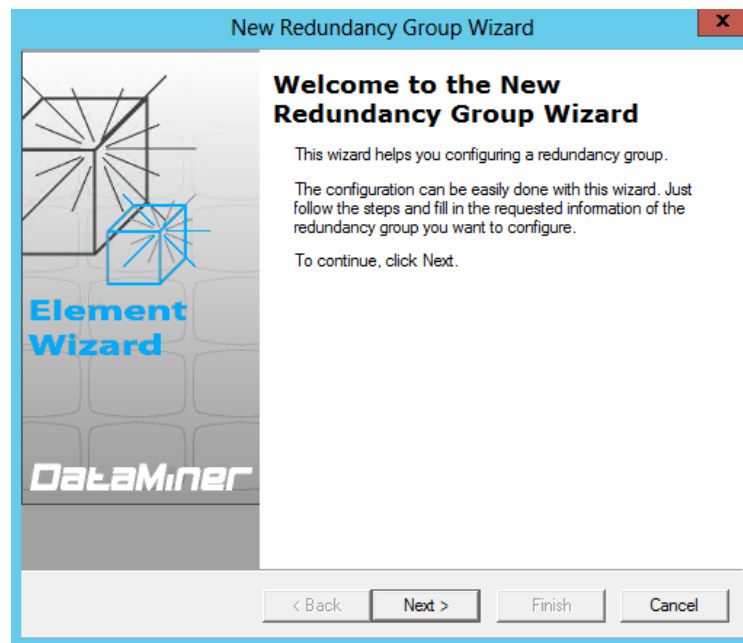 New Redundancy Group Wizard
x
Welcome to the New
Redundancy Group Wizard
This wizard helps you configuring a redundancy group.
The configuration can be easily done with this wizard. Just
follow the steps and fill in the requested information of the
redundancy group you want to configure.
To continue, click Next.
Element
Wizard
DataMiner
< Back Next > Finish Cancel